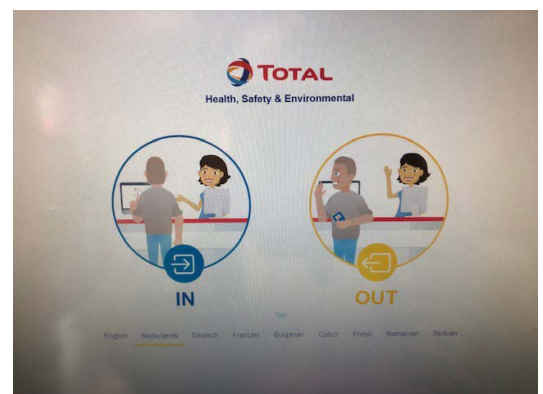 TOTAL
Health, Safety & Environmental
IN
OUT
English Nederlands Deutsch Français Bulgarian Czech Polish Romanian Serbian